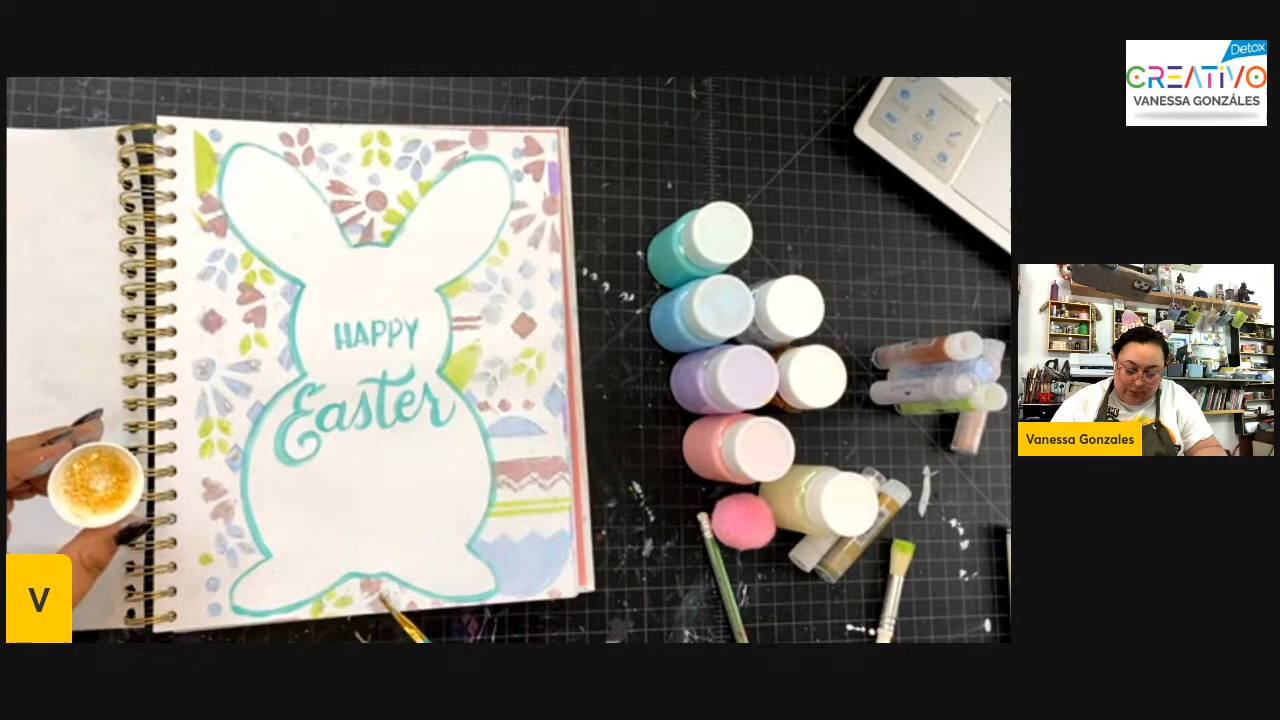 Detox
CREATIVO
VANESSA GONZÁLES
HAPPY
Easter
V
Vanessa Gonzales